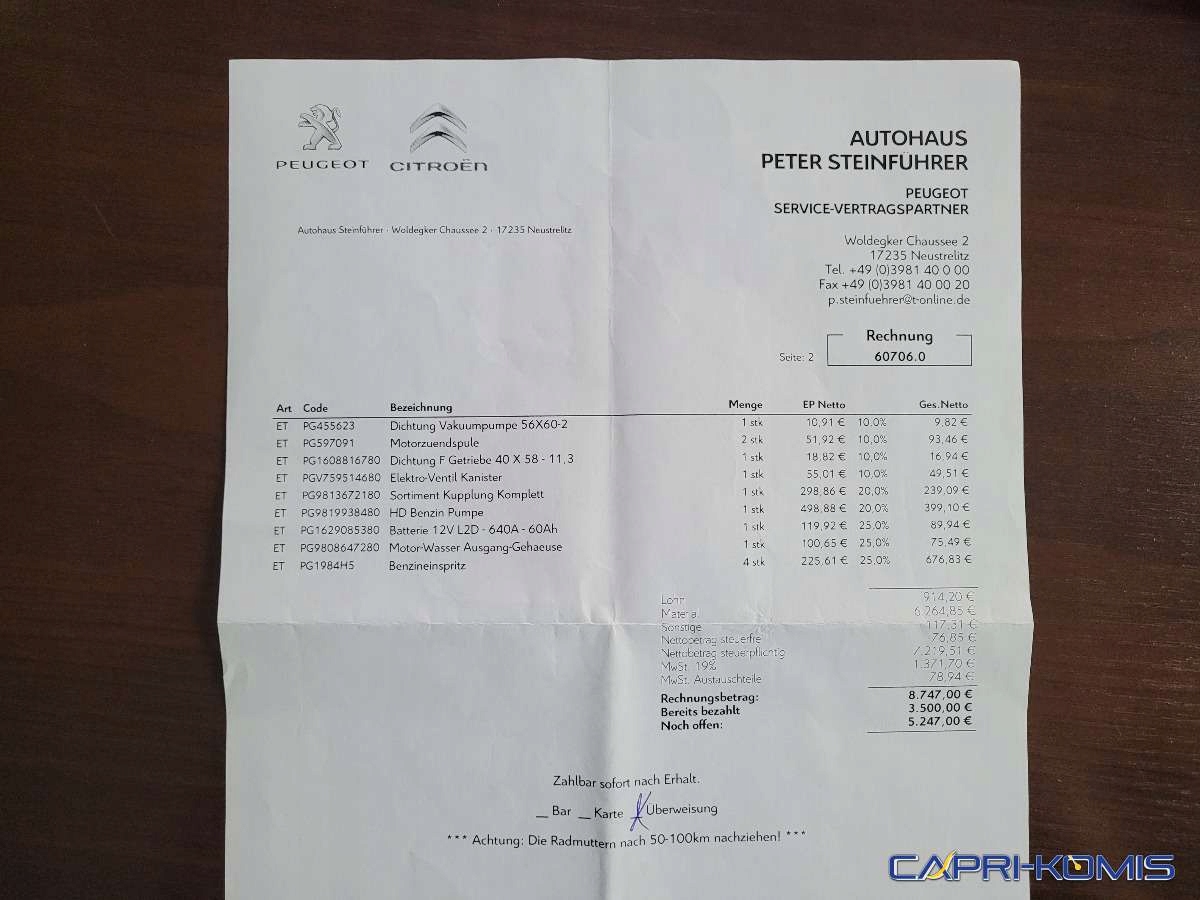 PEUGEOT CITROËN
AUTOHAUS
PETER STEINFÜHRER
PEUGEOT
SERVICE-VERTRAGSPARTNER
Autohaus Steinführer · Woldegker Chaussee 2 · 17235 Neustrelitz
Woldegker Chaussee 2
17235 Neustrelitz
Tel. +49 (0)3981 40 0 00
Fax +49 (0)3981 40 00 20
p.steinfuehrer@t-online.de
Rechnung
Seite: 2 60706.0
Art Code Bezeichnung Menge EP Netto Ges.Netto
ET PG455623 Dichtung Vakuumpumpe 56X60-2 1 stk 10,91 € 10.0% 9,82 €
ET PG597091 Motorzuendspule 2 stk 51,92 € 10,0% 93,46 €
ET PG1608816780 Dichtung F Getriebe 40 X 58 - 11,3 1 stk 18,82 € 10,0% 16,94 €
ET PGV759514680 Elektro-Ventil Kanister 1 stk 55,01 € 10,0% 49,51 €
ET PG9813672180 Sortiment Kupplung Komplett 1 stk 298,86 € 20,0% 239,09 €
ET PG9819938480 HD Benzin Pumpe 1 stk 498,88 € 20,0% 399,10 €
ET PG1629085380 Batterie 12V L2D - 640A - 60Ah 1 stk 119,92 € 25,0% 89,94 €
ET PG9808647280 Motor-Wasser Ausgang-Gehaeuse 1 stk 100,65 € 25,0% 75,49 €
ET PG1984H5 Benzineinspritz 4 stk 225,61 € 25,0% 676,83 €
Lohn 914,20 €
Material 6.264,85 €
Sonstige 117,31 €
Nettobetrag steuerfrei 76,85 €
Nettobetrag steuerpflichtig 7.219,51 €
MwSt. 19% 1.371,70 €
MwSt. Austauschteile 78,94 €
Rechnungsbetrag: 8.747,00 €
Bereits bezahlt 3.500,00 €
Noch offen: 5.247,00 €
Zahlbar sofort nach Erhalt.
__ Bar __ Karte __ Überweisung
*** Achtung: Die Radmuttern nach 50-100km nachziehen! ***
CAPRI-KOMIS